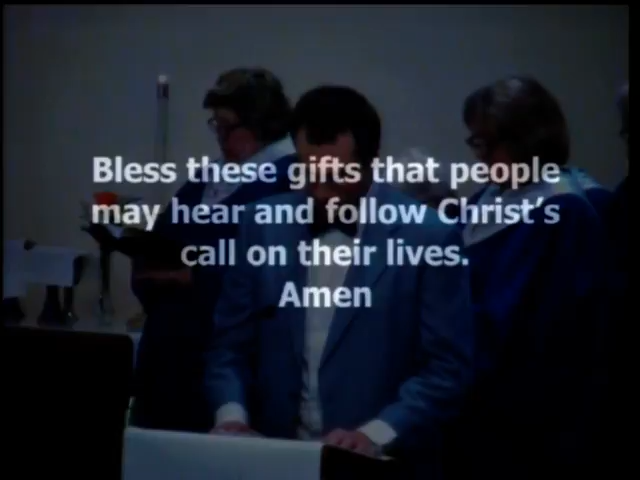 Bless these gifts that people
may hear and follow Christ's
call on their lives.
Amen